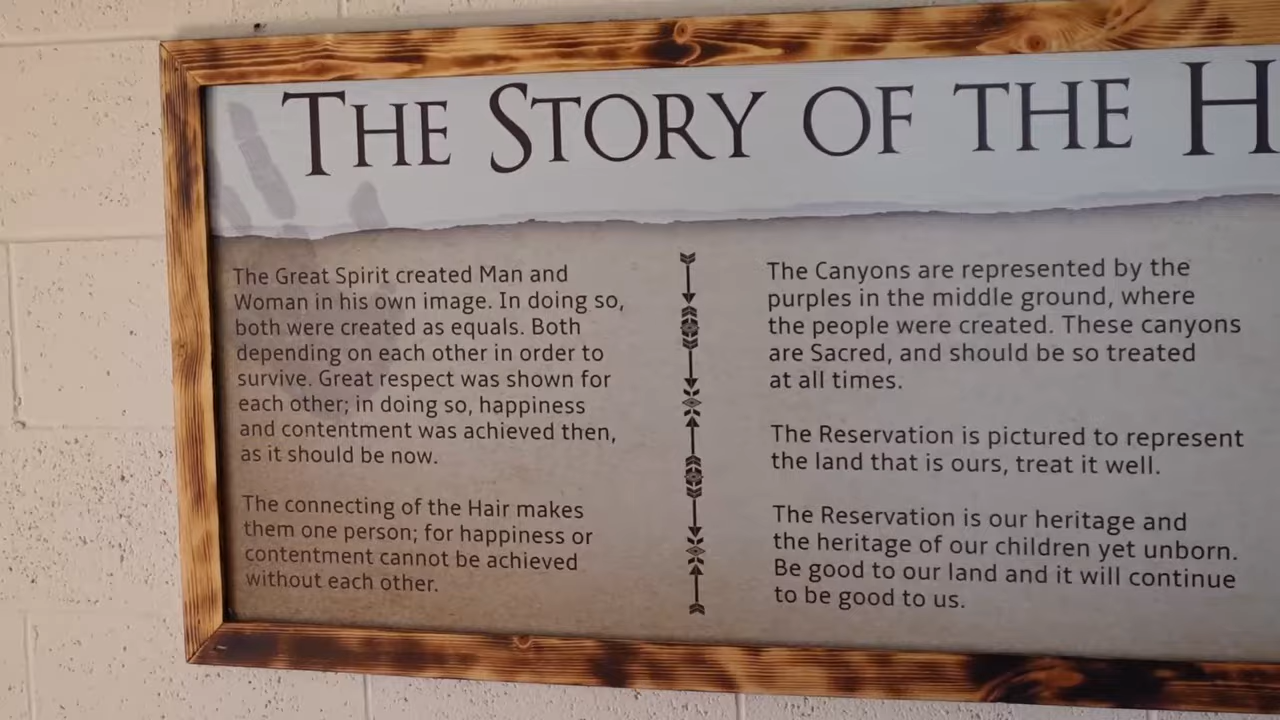 THE STORY OF THE H
The Great Spirit created Man and
Woman in his own image. In doing so,
both were created as equals. Both
depending on each other in order to
survive. Great respect was shown for
each other; in doing so, happiness
and contentment was achieved then,
as it should be now.
The connecting of the Hair makes
them one person; for happiness or
contentment cannot be achieved
without each other.
The Canyons are represented by the
purples in the middle ground, where
the people were created. These canyons
are Sacred, and should be so treated
at all times.
The Reservation is pictured to represent
the land that is ours, treat it well.
The Reservation is our heritage and
the heritage of our children yet unborn.
Be good to our land and it will continue
to be good to us.